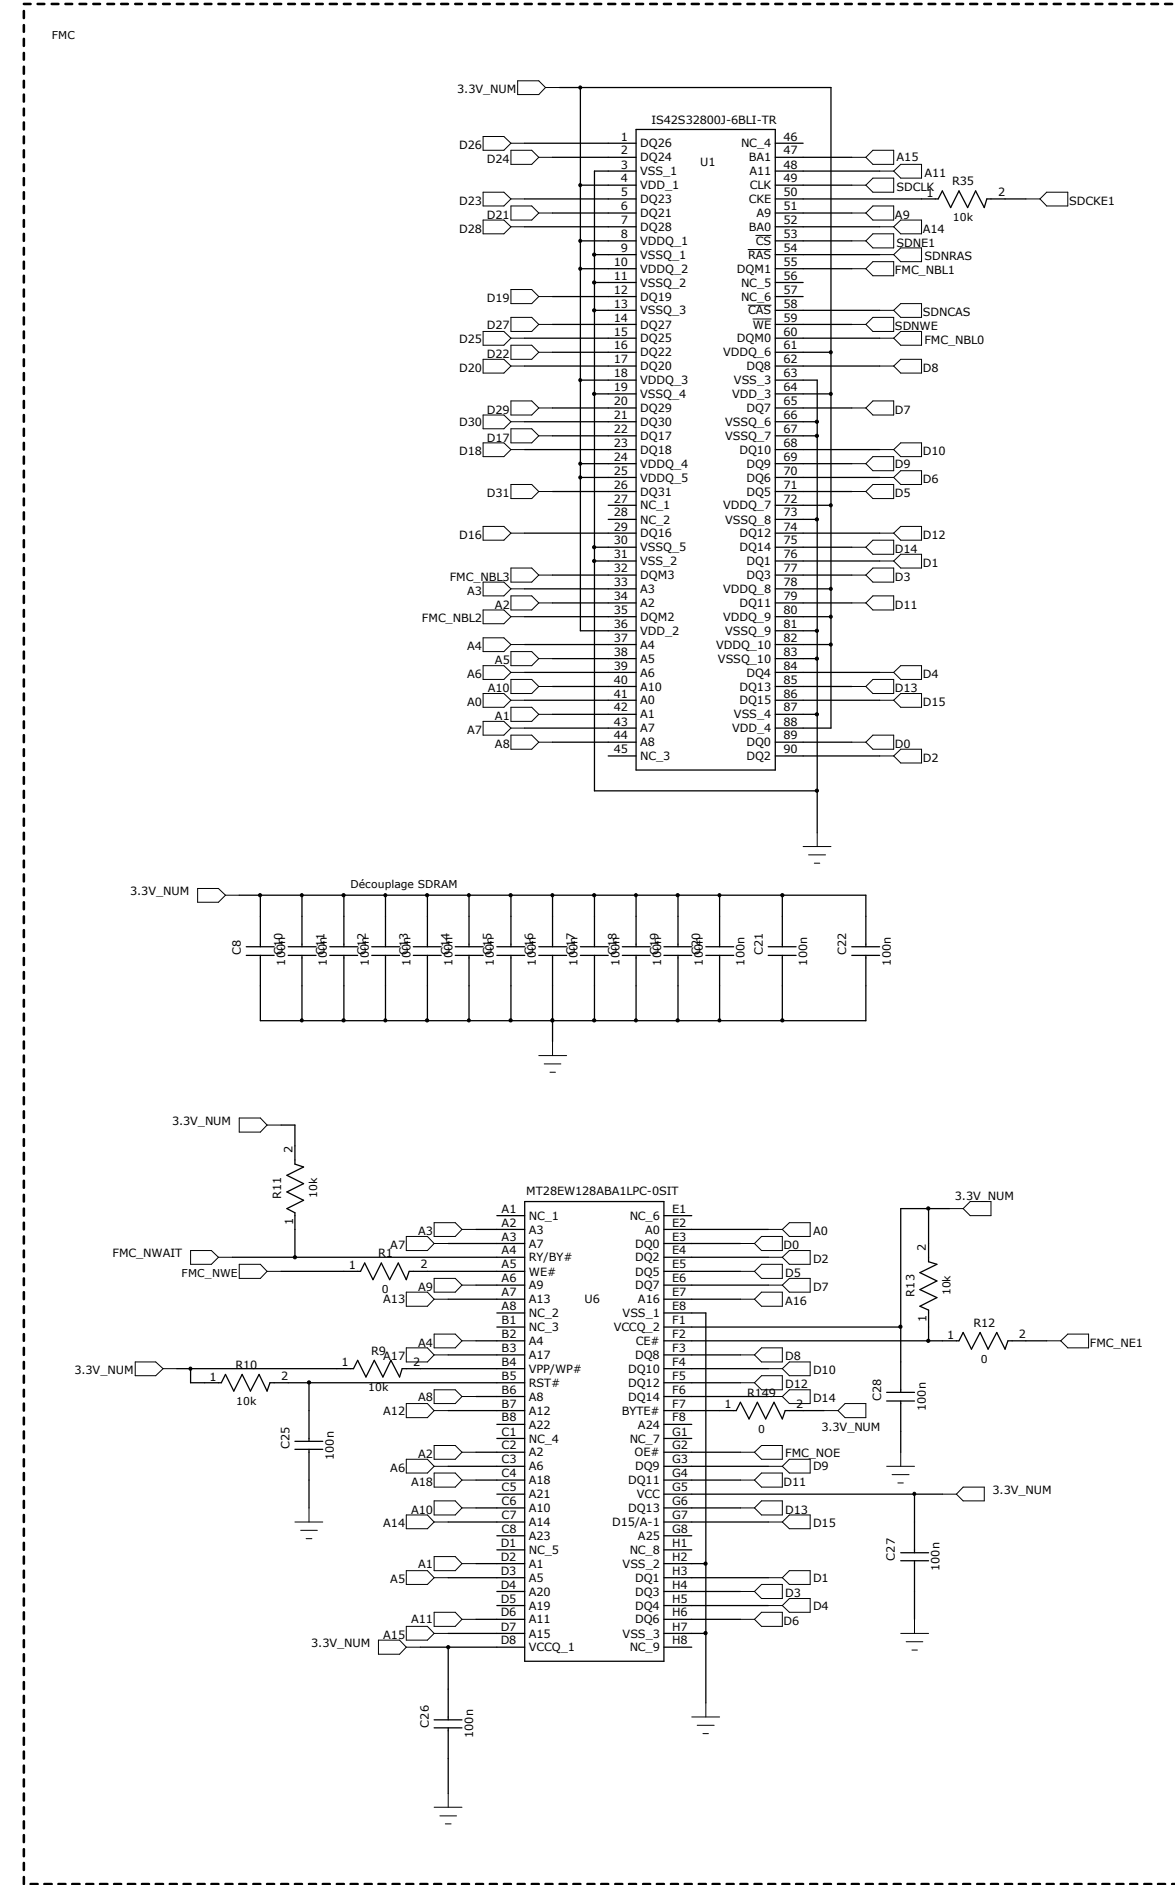 FMC
3.3V_NUM
IS42S32800J-6BLI-TR
U1
D26 1 DQ26 NC_4 46
D24 2 DQ24 BA1 47 A15
3 VSS_1 A11 48 A11
4 VDD_1 CLK 49 SDCLK
D23 5 DQ23 CKE 50 1 R35 10k 2 SDCKE1
D21 6 DQ21 A9 51 A9
D28 7 DQ28 BA0 52 A14
8 VDDQ_1 CS 53 SDNE1
9 VSSQ_1 RAS 54 SDNRAS
10 VDDQ_2 DQM1 55 FMC_NBL1
11 VSSQ_2 NC_5 56
D19 12 DQ19 NC_6 57
13 VSSQ_3 CAS 58 SDNCAS
D27 14 DQ27 WE 59 SDNWE
D25 15 DQ25 DQM0 60 FMC_NBL0
D22 16 DQ22 VDDQ_6 61
D20 17 DQ20 DQ8 62 D8
18 VDDQ_3 VSS_3 63
19 VSSQ_4 VDD_3 64
D29 20 DQ29 DQ7 65 D7
D30 21 DQ30 VSSQ_6 66
D17 22 DQ17 VSSQ_7 67
D18 23 DQ18 DQ10 68 D10
24 VDDQ_4 DQ9 69 D9
25 VDDQ_5 DQ6 70 D6
D31 26 DQ31 DQ5 71 D5
27 NC_1 VDDQ_7 72
28 NC_2 VSSQ_8 73
D16 29 DQ16 DQ12 74 D12
30 VSSQ_5 DQ14 75 D14
31 VSS_2 DQ1 76 D1
FMC_NBL3 32 DQM3 DQ3 77 D3
A3 33 A3 VDDQ_8 78
A2 34 A2 DQ11 79 D11
FMC_NBL2 35 DQM2 VDDQ_9 80
36 VDD_2 VSSQ_9 81
A4 37 A4 VDDQ_10 82
A5 38 A5 VSSQ_10 83
A6 39 A6 DQ4 84 D4
A10 40 A10 DQ13 85 D13
A0 41 A0 DQ15 86 D15
A1 42 A1 VSS_4 87
A7 43 A7 VDD_4 88
A8 44 A8 DQ0 89 D0
45 NC_3 DQ2 90 D2
3.3V_NUM
Découplage SDRAM
C8 100n C21 100n C22 100n
3.3V_NUM
2 R11 10k 1
MT28EW128ABA1LPC-0SIT
U6
3.3V_NUM
2 R13 10k 1
A1 NC_1 NC_6 E1
A3 A2 A3 A0 E2 A0
A7 A3 A7 DQ0 E3 D0
FMC_NWAIT A4 RY/BY# DQ2 E4 D2
FMC_NWE 1 R1 0 2 A5 WE# DQ5 E5 D5
A9 A6 A9 DQ7 E6 D7
A13 A7 A13 A16 E7 A16
A8 NC_2 VSS_1 E8
B1 NC_3 VCCQ_2 F1
A4 B2 A4 CE# F2 1 R12 0 2 FMC_NE1
A17 B3 A17 DQ8 F3 D8
3.3V_NUM 1 R9 10k 2 B4 VPP/WP# DQ10 F4 D10
1 R10 10k 2 B5 RST# DQ12 F5 D12
A8 B6 A8 DQ14 F6 D14
A12 B7 A12 BYTE# F7 1 R149 0 2 3.3V_NUM
B8 A22 A24 F8
C1 NC_4 NC_7 G1
A2 C2 A2 OE# G2 FMC_NOE
A6 C3 A6 DQ9 G3 D9
A18 C4 A18 DQ11 G4 D11
C5 A21 VCC G5 3.3V_NUM
A10 C6 A10 DQ13 G6 D13
A14 C7 A14 D15/A-1 G7 D15
C8 A23 A25 G8
D1 NC_5 NC_8 H1
A1 D2 A1 VSS_2 H2
A5 D3 A5 DQ1 H3 D1
D4 A20 DQ3 H4 D3
D5 A19 DQ4 H5 D4
A11 D6 A11 DQ6 H6 D6
A15 D7 A15 VSS_3 H7
3.3V_NUM D8 VCCQ_1 NC_9 H8
C25 100n
C28 100n
C27 100n
C26 100n